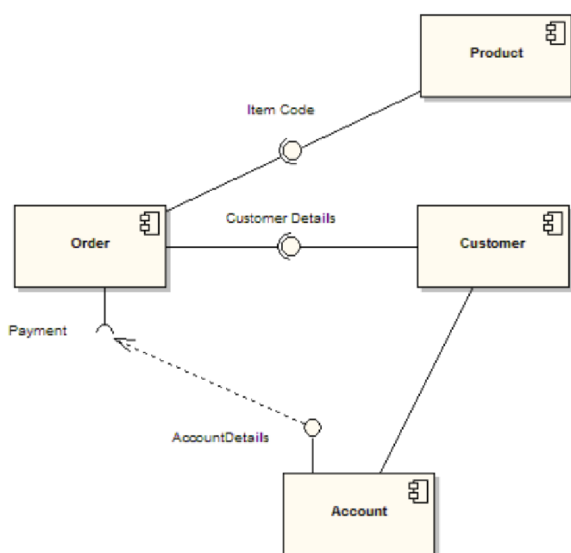 Product
Item Code
Customer Details
Order
Customer
Payment
AccountDetails
Account